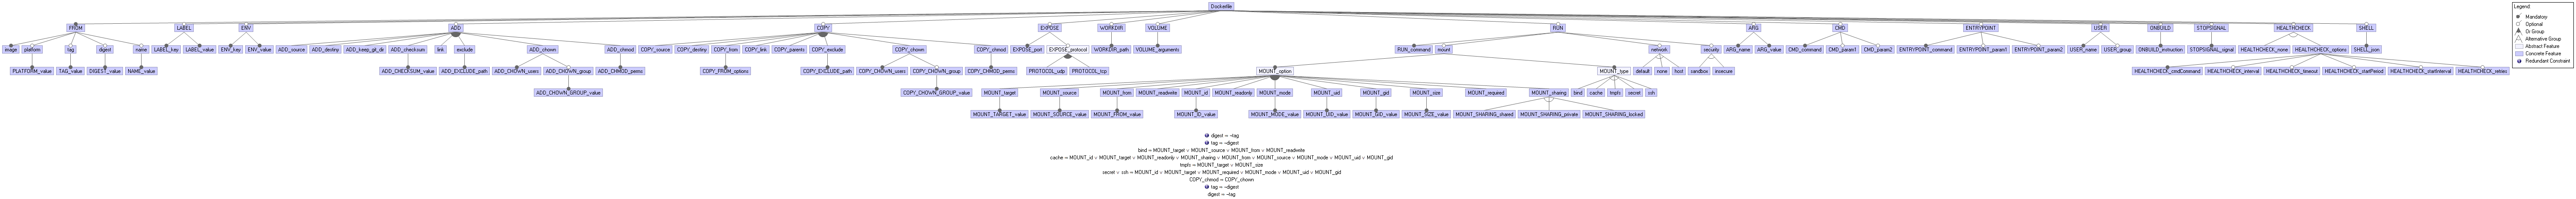 Dockerfile
Legend
FROM LABEL ENV ADD COPY EXPOSE WORKDIR VOLUME RUN ARG CMD ENTRYPOINT USER ONBUILD STOPSIGNAL HEALTHCHECK SHELL
Mandatory
Optional
Or Group
Alternative Group
Abstract Feature
Concrete Feature
Redundant Constraint
image platform tag digest name LABEL_key LABEL_value ENV_key ENV_value ADD_source ADD_destiny ADD_keep_git_dir ADD_checksum link exclude ADD_chown ADD_chmod COPY_source COPY_destiny COPY_from COPY_link COPY_parents COPY_exclude COPY_chown COPY_chmod EXPOSE_port EXPOSE_protocol WORKDIR_path VOLUME_arguments RUN_command mount network security ARG_name ARG_value CMD_command CMD_param1 CMD_param2 ENTRYPOINT_command ENTRYPOINT_param1 ENTRYPOINT_param2 USER_name USER_group ONBUILD_instruction STOPSIGNAL_signal HEALTHCHECK_none HEALTHCHECK_options SHELL_json
PLATFORM_value TAG_value DIGEST_value NAME_value ADD_CHECKSUM_value ADD_EXCLUDE_path ADD_CHOWN_users ADD_CHOWN_group ADD_CHMOD_perms COPY_FROM_options COPY_EXCLUDE_path COPY_CHOWN_users COPY_CHOWN_group COPY_CHMOD_perms PROTOCOL_udp PROTOCOL_tcp MOUNT_option MOUNT_type default none host sandbox insecure HEALTHCHECK_cmdCommand HEALTHCHECK_interval HEALTHCHECK_timeout HEALTHCHECK_startPeriod HEALTHCHECK_startInterval HEALTHCHECK_retries
ADD_CHOWN_GROUP_value COPY_CHOWN_GROUP_value MOUNT_target MOUNT_source MOUNT_from MOUNT_readwrite MOUNT_id MOUNT_readonly MOUNT_mode MOUNT_uid MOUNT_gid MOUNT_size MOUNT_required MOUNT_sharing bind cache tmpfs secret ssh
MOUNT_TARGET_value MOUNT_SOURCE_value MOUNT_FROM_value MOUNT_ID_value MOUNT_MODE_value MOUNT_UID_value MOUNT_GID_value MOUNT_SIZE_value MOUNT_SHARING_shared MOUNT_SHARING_private MOUNT_SHARING_locked
digest ⇒ ¬tag
tag ⇒ ¬digest
bind ⇒ MOUNT_target ∨ MOUNT_source ∨ MOUNT_from ∨ MOUNT_readwrite
cache ⇒ MOUNT_id ∨ MOUNT_target ∨ MOUNT_readonly ∨ MOUNT_sharing ∨ MOUNT_from ∨ MOUNT_source ∨ MOUNT_mode ∨ MOUNT_uid ∨ MOUNT_gid
tmpfs ⇒ MOUNT_target ∨ MOUNT_size
secret ∨ ssh ⇒ MOUNT_id ∨ MOUNT_target ∨ MOUNT_required ∨ MOUNT_mode ∨ MOUNT_uid ∨ MOUNT_gid
COPY_chmod ⇒ COPY_chown
tag ⇒ ¬digest
digest ⇒ ¬tag